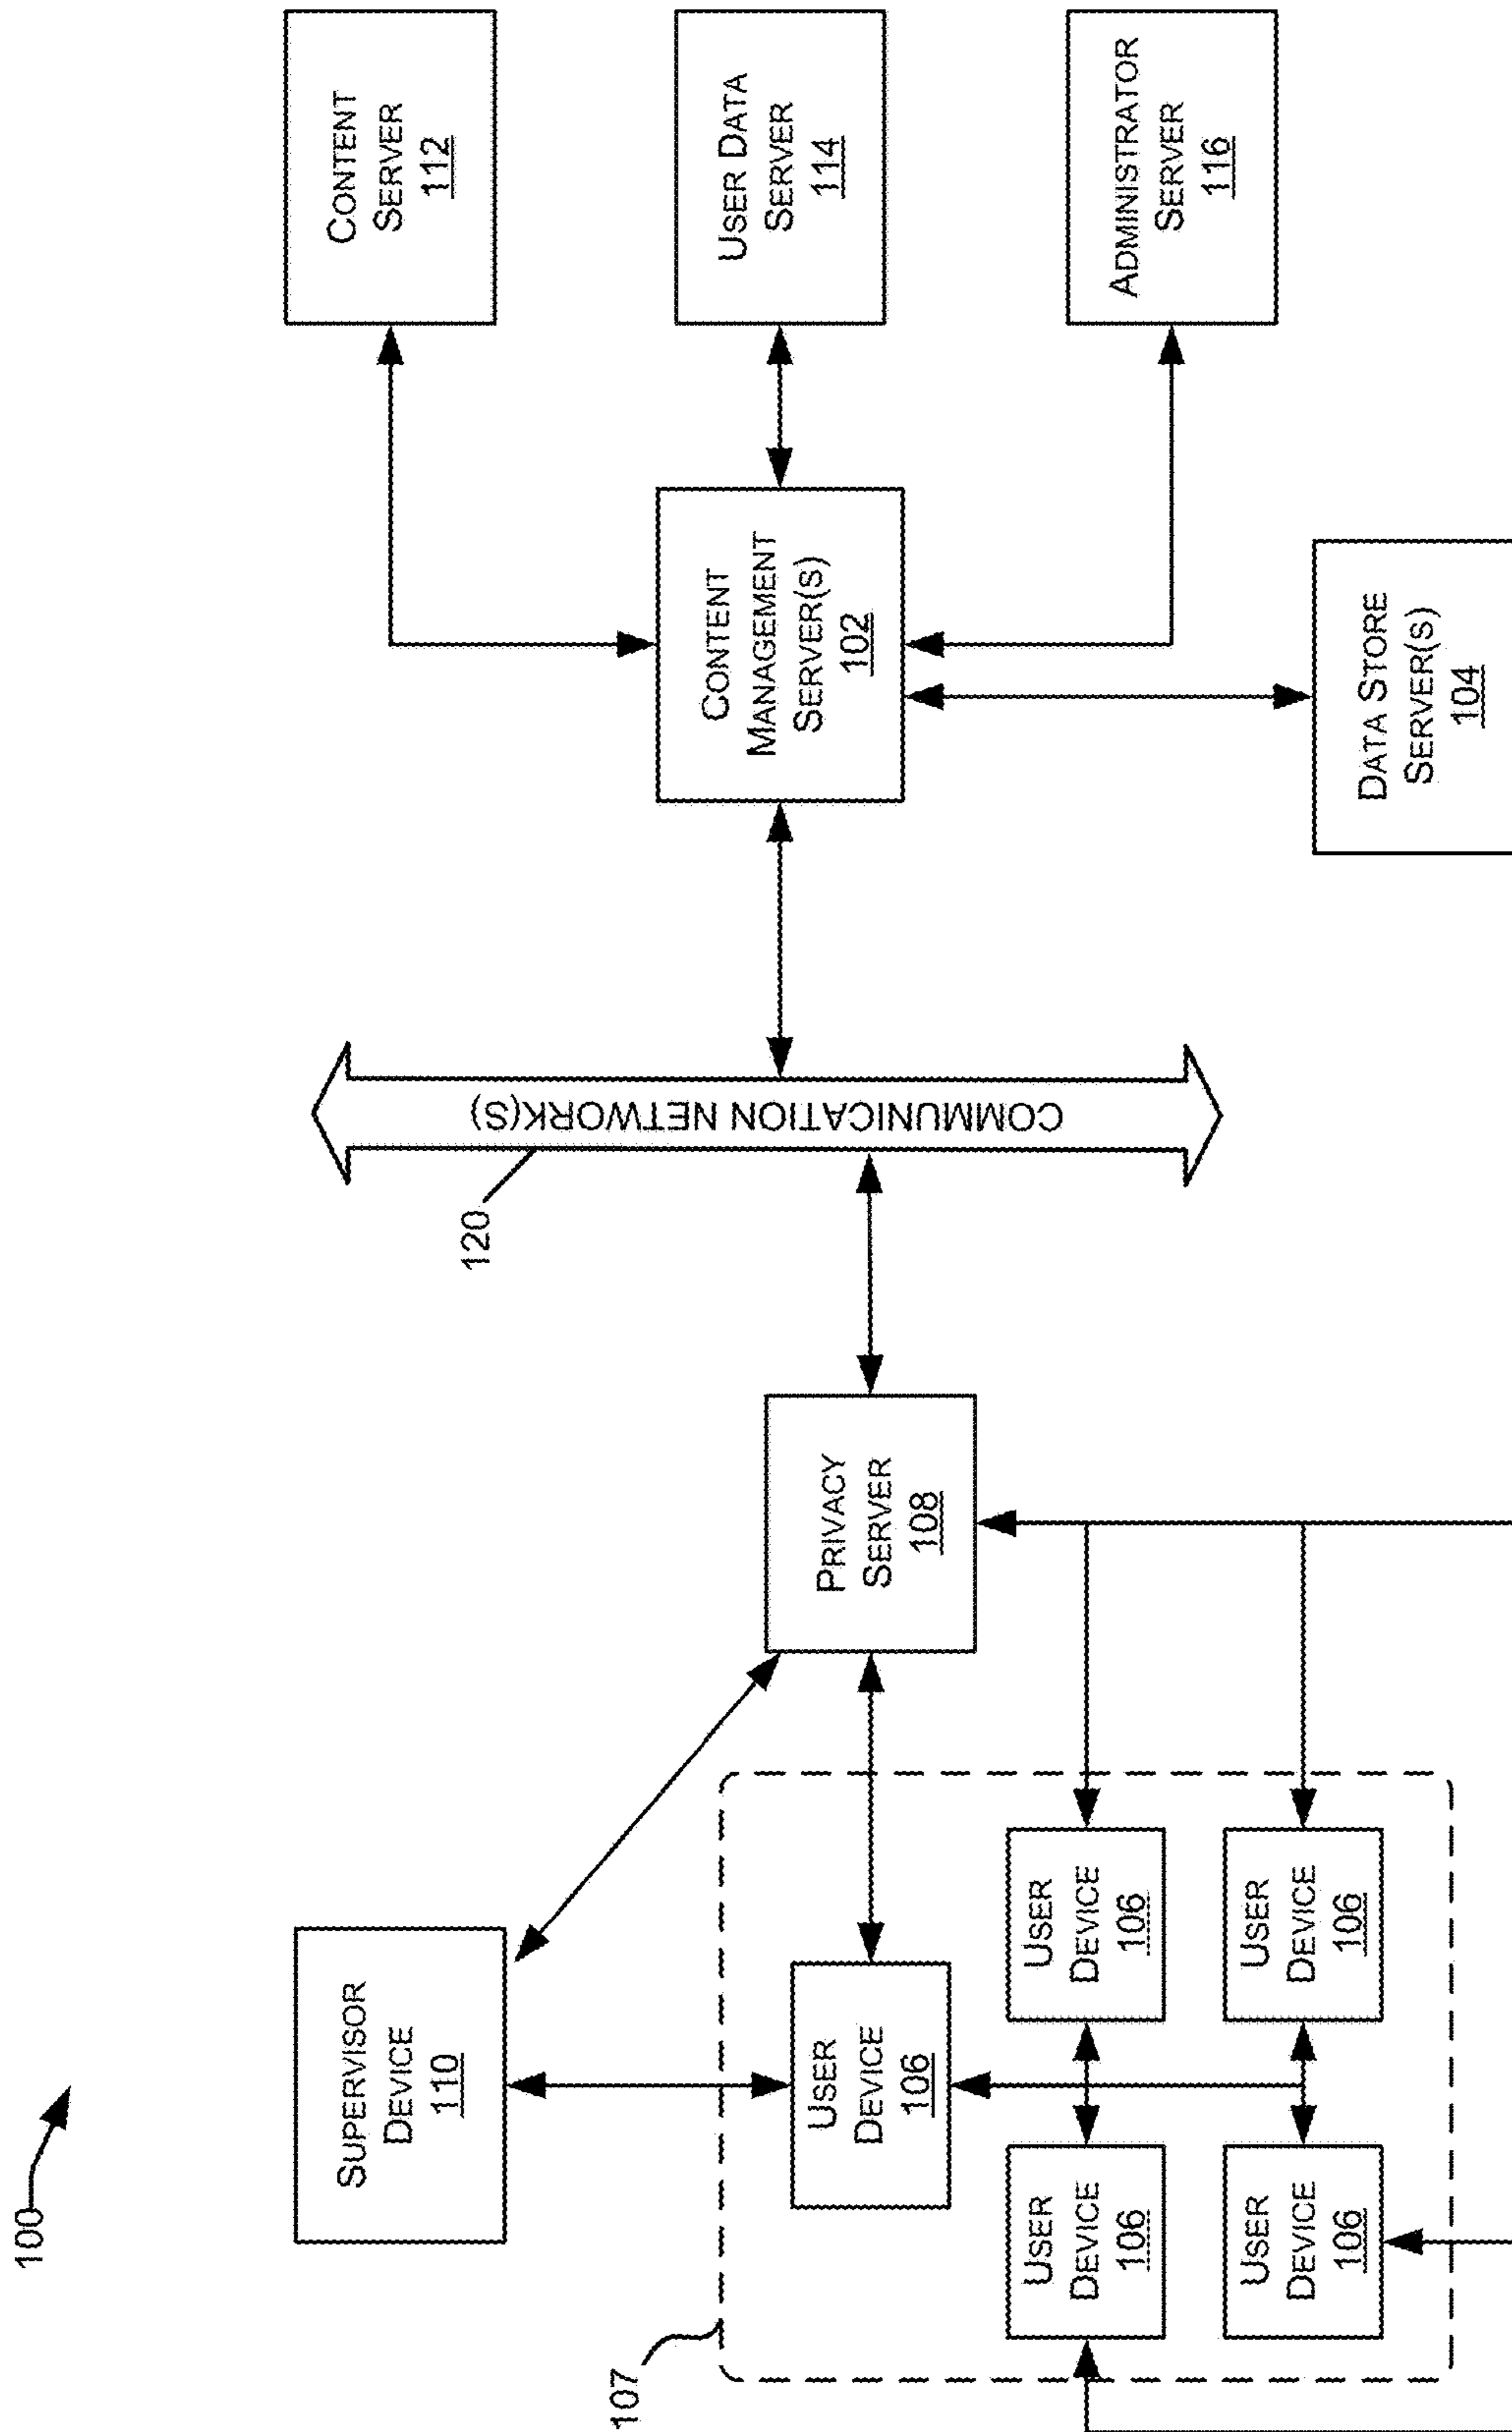 100
SUPERVISOR
DEVICE
110
107
USER
DEVICE
106
USER
DEVICE
106
USER
DEVICE
106
USER
DEVICE
106
USER
DEVICE
106
PRIVACY
SERVER
108
120
COMMUNICATION NETWORK(S)
CONTENT
MANAGEMENT
SERVER(S)
102
DATA STORE
SERVER(S)
104
CONTENT
SERVER
112
USER DATA
SERVER
114
ADMINISTRATOR
SERVER
116